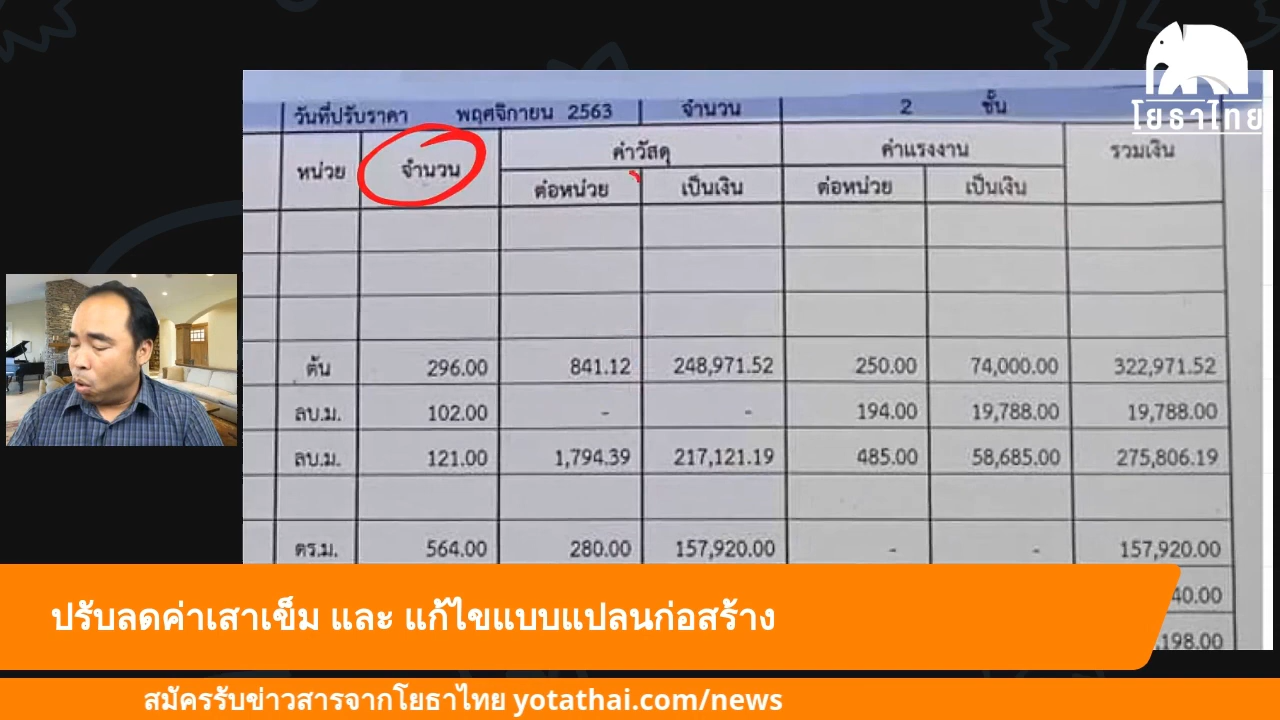 โยธาไทย
วันที่ปรับราคา พฤศจิกายน 2563 จำนวน 2 ชั้น
หน่วย จำนวน ค่าวัสดุ ค่าแรงงาน รวมเงิน
ต่อหน่วย เป็นเงิน ต่อหน่วย เป็นเงิน
ตัน 296.00 841.12 248,971.52 250.00 74,000.00 322,971.52
ลบ.ม. 102.00 - - 194.00 19,788.00 19,788.00
ลบ.ม. 121.00 1,794.39 217,121.19 485.00 58,685.00 275,806.19
ตร.ม. 564.00 280.00 157,920.00 - - 157,920.00
40.00
,198.00
ปรับลดค่าเสาเข็ม และ แก้ไขแบบแปลนก่อสร้าง
สมัครรับข่าวสารจากโยธาไทย yotathai.com/news